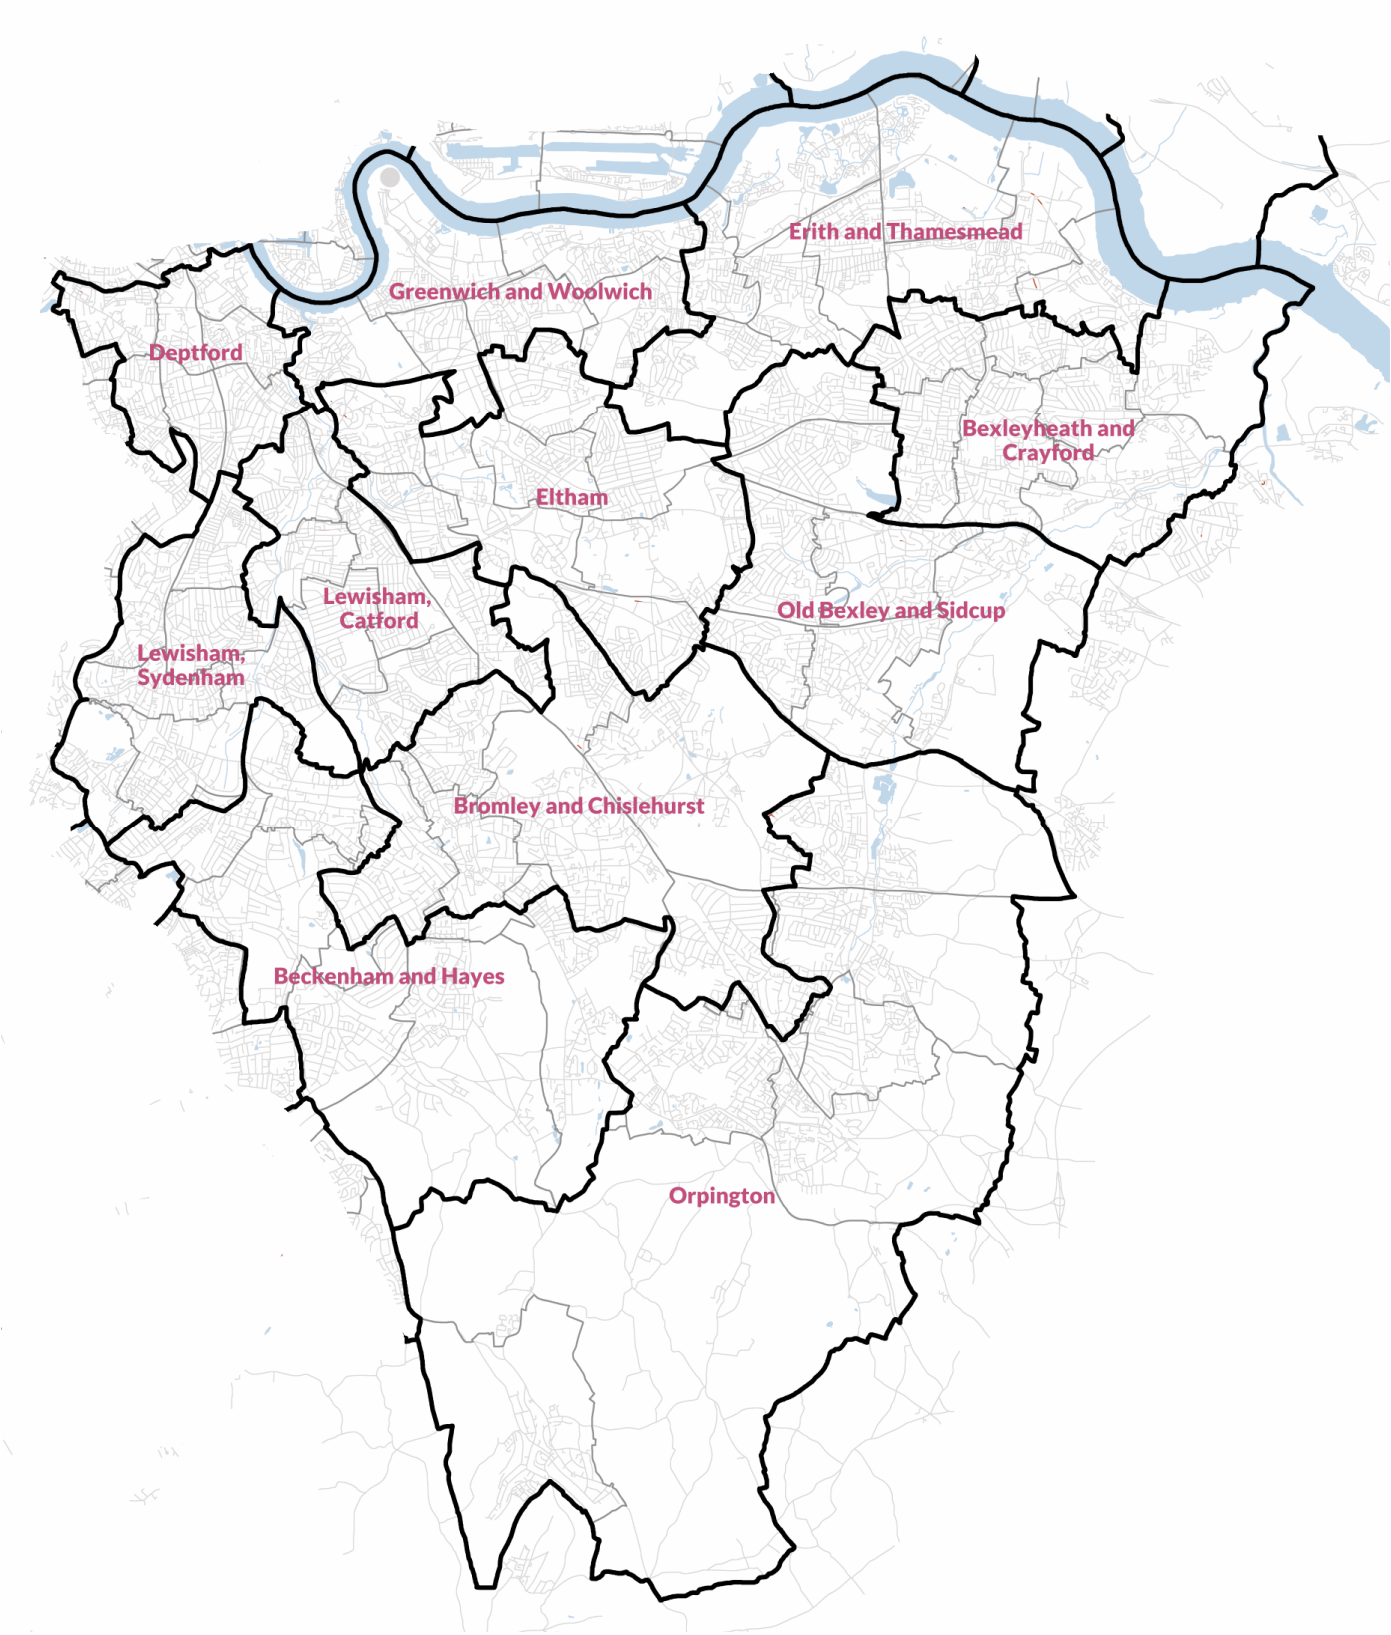 Erith and Thamesmead
Greenwich and Woolwich
Deptford
Bexleyheath and
Crayford
Eltham
Lewisham,
Catford
Old Bexley and Sidcup
Lewisham,
Sydenham
Bromley and Chislehurst
Beckenham and Hayes
Orpington